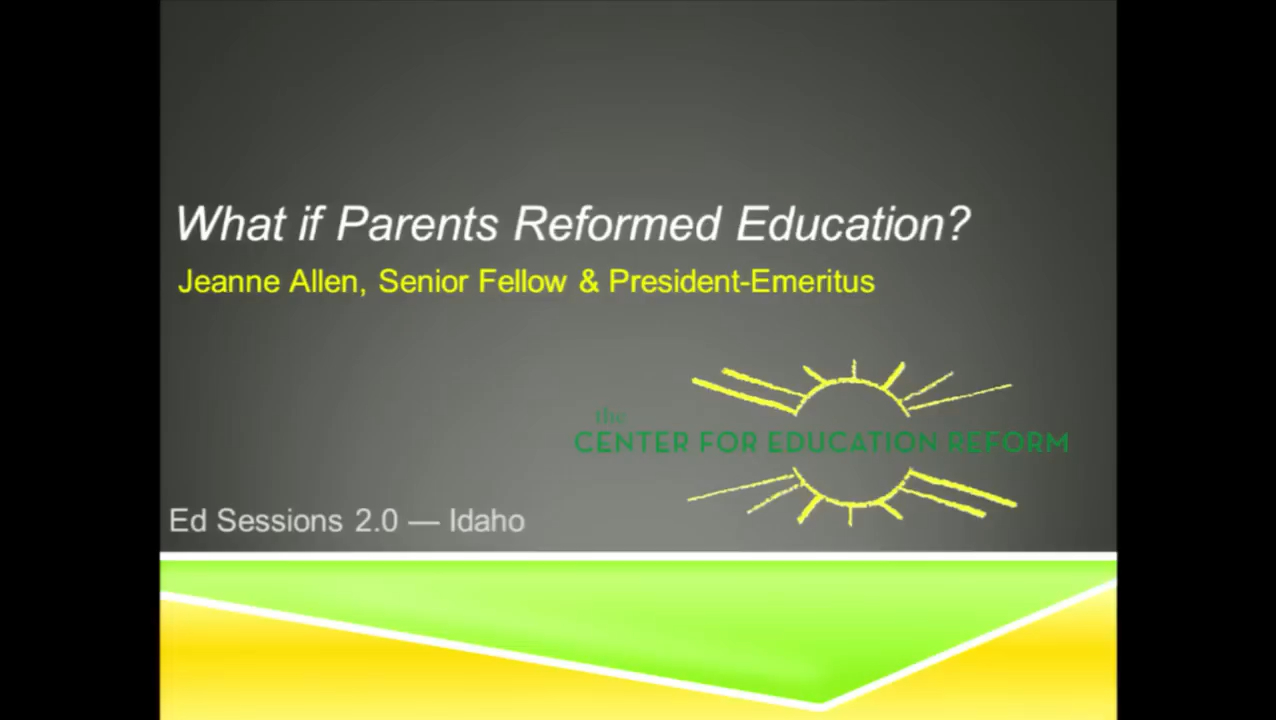 What if Parents Reformed Education?
Jeanne Allen, Senior Fellow & President-Emeritus
the
CENTER FOR EDUCATION REFORM
Ed Sessions 2.0 — Idaho